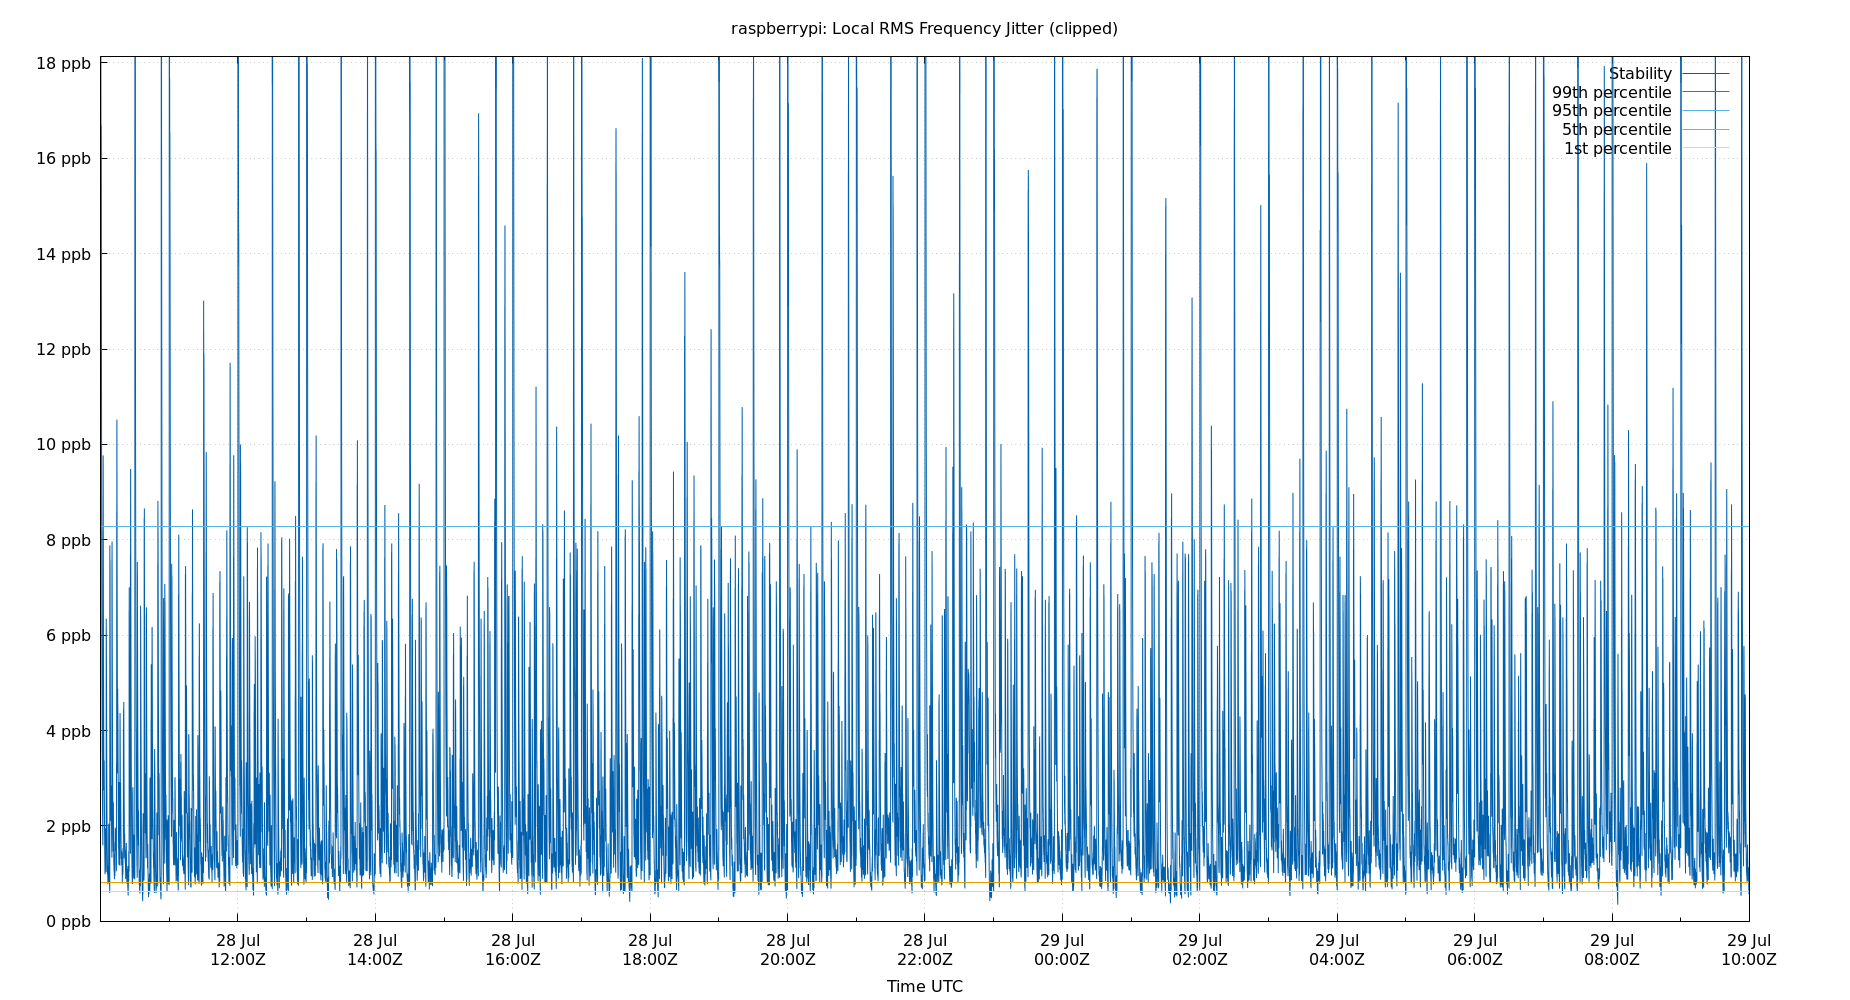 raspberrypi: Local RMS Frequency Jitter (clipped)
18 ppb
16 ppb
14 ppb
12 ppb
10 ppb
8 ppb
6 ppb
4 ppb
2 ppb
0 ppb
Stability
99th percentile
95th percentile
5th percentile
1st percentile
28 Jul 28 Jul 28 Jul 28 Jul 28 Jul 28 Jul 29 Jul 29 Jul 29 Jul 29 Jul 29 Jul 29 Jul
12:00Z 14:00Z 16:00Z 18:00Z 20:00Z 22:00Z 00:00Z 02:00Z 04:00Z 06:00Z 08:00Z 10:00Z
Time UTC